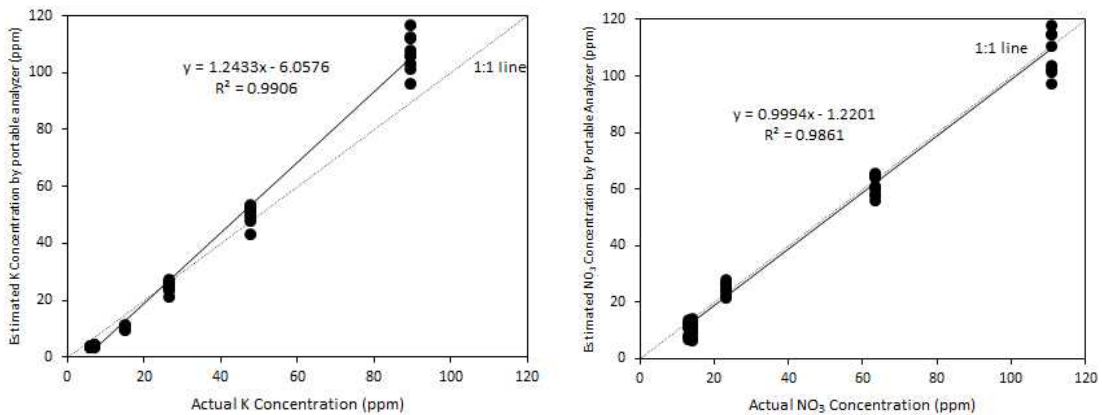 Estimated K Concentration by portable analyzer (ppm)
120
100
80
60
40
20
0
y = 1.2433x - 6.0576
R² = 0.9906
1:1 line
0 20 40 60 80 100 120
Actual K Concentration (ppm)
Estimated NO₃ Concentration by Portable Analyzer (ppm)
120
100
80
60
40
20
0
1:1 line
y = 0.9994x - 1.2201
R² = 0.9861
0 20 40 60 80 100 120
Actual NO₃ Concentration (ppm)